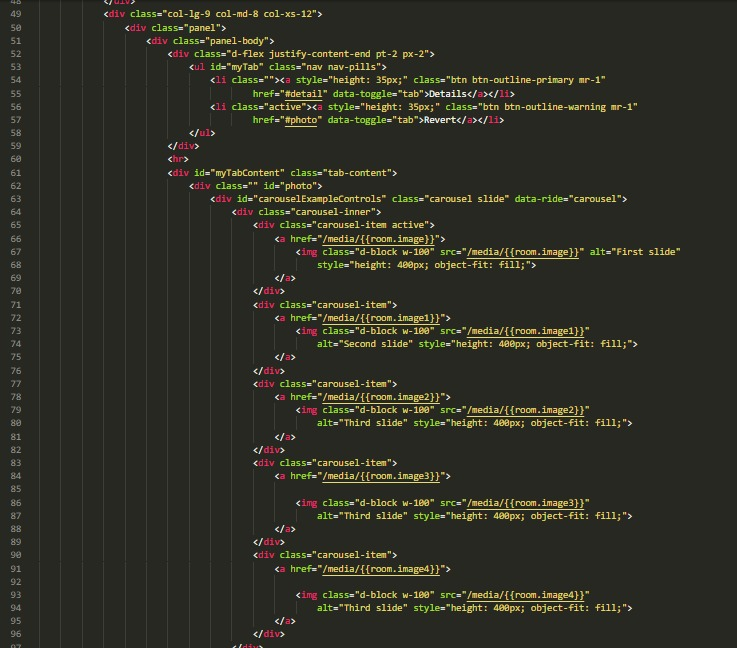 48 </div>
49 <div class="col-lg-9 col-md-8 col-xs-12">
50 <div class="panel">
51 <div class="panel-body">
52 <div class="d-flex justify-content-end pt-2 px-2">
53 <ul id="myTab" class="nav nav-pills">
54 <li class=""><a style="height: 35px;" class="btn btn-outline-primary mr-1"
55 href="#detail" data-toggle="tab">Details</a></li>
56 <li class="active"><a style="height: 35px;" class="btn btn-outline-warning mr-1"
57 href="#photo" data-toggle="tab">Revert</a></li>
58 </ul>
59 </div>
60 <hr>
61 <div id="myTabContent" class="tab-content">
62 <div class="" id="photo">
63 <div id="carouselExampleControls" class="carousel slide" data-ride="carousel">
64 <div class="carousel-inner">
65 <div class="carousel-item active">
66 <a href="/media/{{room.image}}">
67 <img class="d-block w-100" src="/media/{{room.image}}" alt="First slide"
68 style="height: 400px; object-fit: fill;">
69 </a>
70 </div>
71 <div class="carousel-item">
72 <a href="/media/{{room.image1}}">
73 <img class="d-block w-100" src="/media/{{room.image1}}"
74 alt="Second slide" style="height: 400px; object-fit: fill;">
75 </a>
76 </div>
77 <div class="carousel-item">
78 <a href="/media/{{room.image2}}">
79 <img class="d-block w-100" src="/media/{{room.image2}}"
80 alt="Third slide" style="height: 400px; object-fit: fill;">
81 </a>
82 </div>
83 <div class="carousel-item">
84 <a href="/media/{{room.image3}}">
85
86 <img class="d-block w-100" src="/media/{{room.image3}}"
87 alt="Third slide" style="height: 400px; object-fit: fill;">
88 </a>
89 </div>
90 <div class="carousel-item">
91 <a href="/media/{{room.image4}}">
92
93 <img class="d-block w-100" src="/media/{{room.image4}}"
94 alt="Third slide" style="height: 400px; object-fit: fill;">
95 </a>
96 </div>
97 </div>